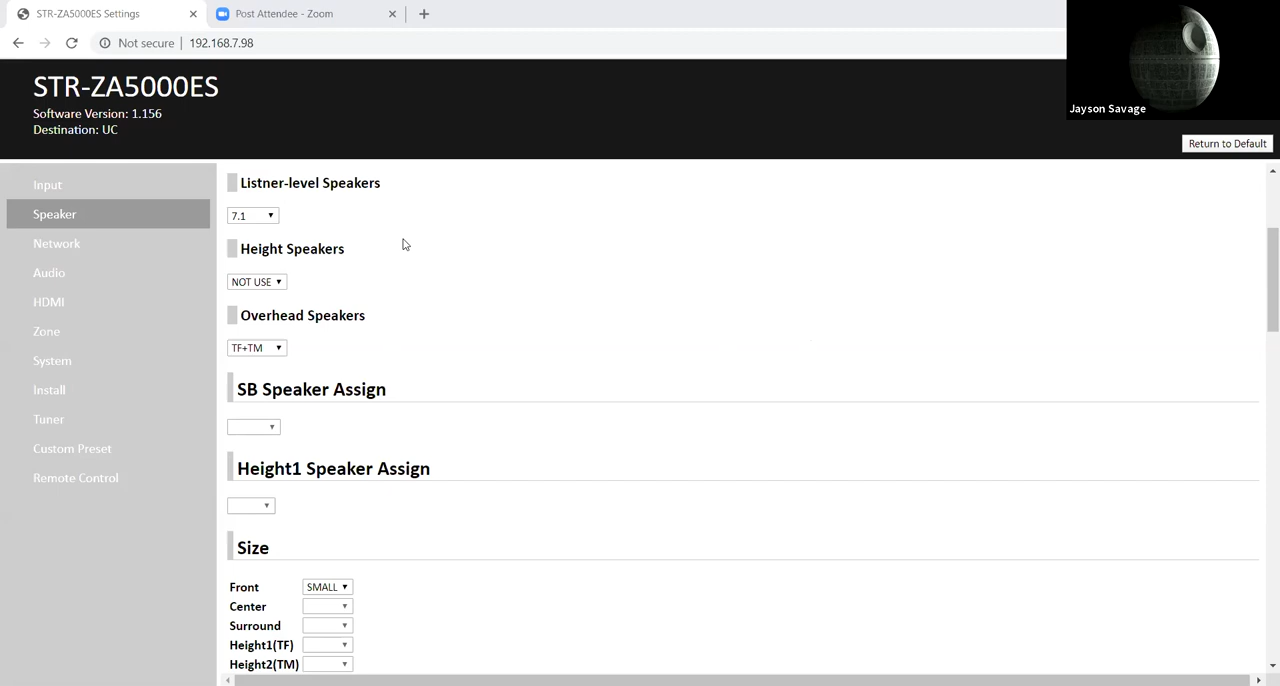 STR-ZA5000ES Settings
Post Attendee - Zoom
Not secure
192.168.7.98
Jayson Savage
STR-ZA5000ES
Software Version: 1.156
Destination: UC
Return to Default
Input
Speaker
Network
Audio
HDMI
Zone
System
Install
Tuner
Custom Preset
Remote Control
Listner-level Speakers
7.1
Height Speakers
NOT USE
Overhead Speakers
TF+TM
SB Speaker Assign
Height1 Speaker Assign
Size
Front SMALL
Center
Surround
Height1(TF)
Height2(TM)